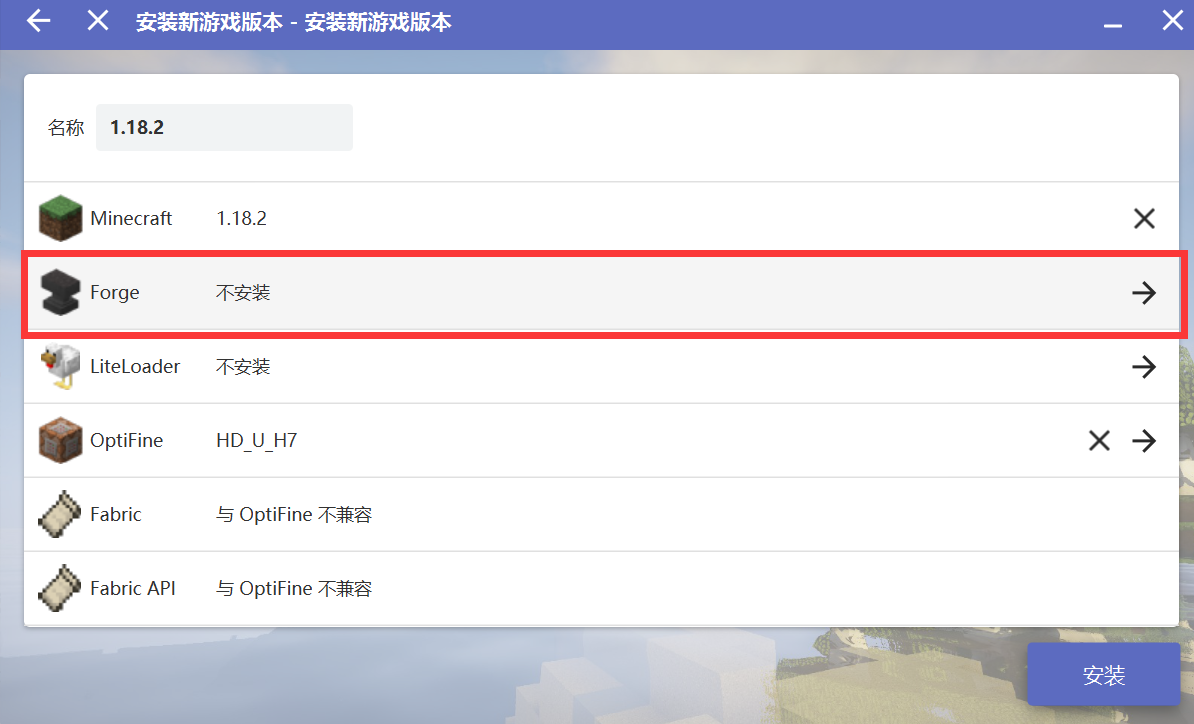 安装新游戏版本 - 安装新游戏版本
名称 1.18.2
Minecraft 1.18.2
Forge 不安装
LiteLoader 不安装
OptiFine HD_U_H7
Fabric 与 OptiFine 不兼容
Fabric API 与 OptiFine 不兼容
安装